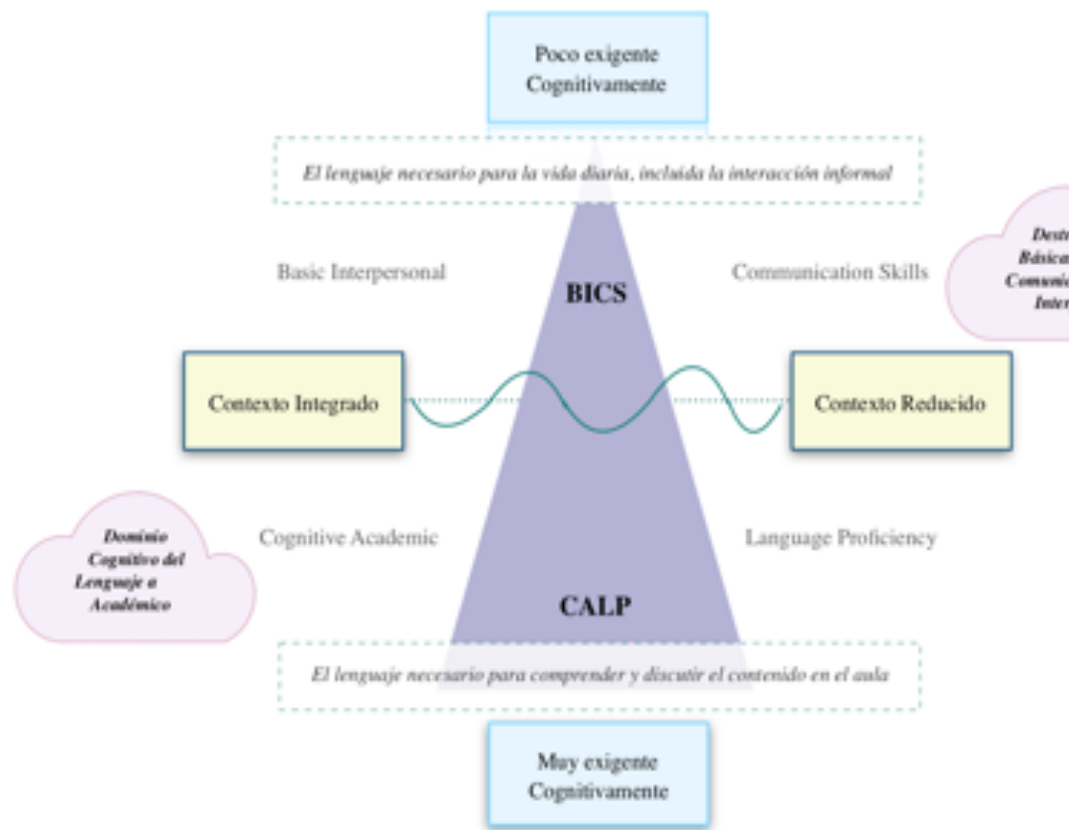 Poco exigente
Cognitivamente
El lenguaje necesario para la vida diaria, incluida la interacción informal
Basic Interpersonal
Communication Skills
BICS
Básica
Contexto Integrado
Contexto Reducido
Dominio
Cognitivo del
Lenguaje a
Académico
Cognitive Academic
Language Proficiency
CALP
El lenguaje necesario para comprender y discutir el contenido en el aula
Muy exigente
Cognitivamente